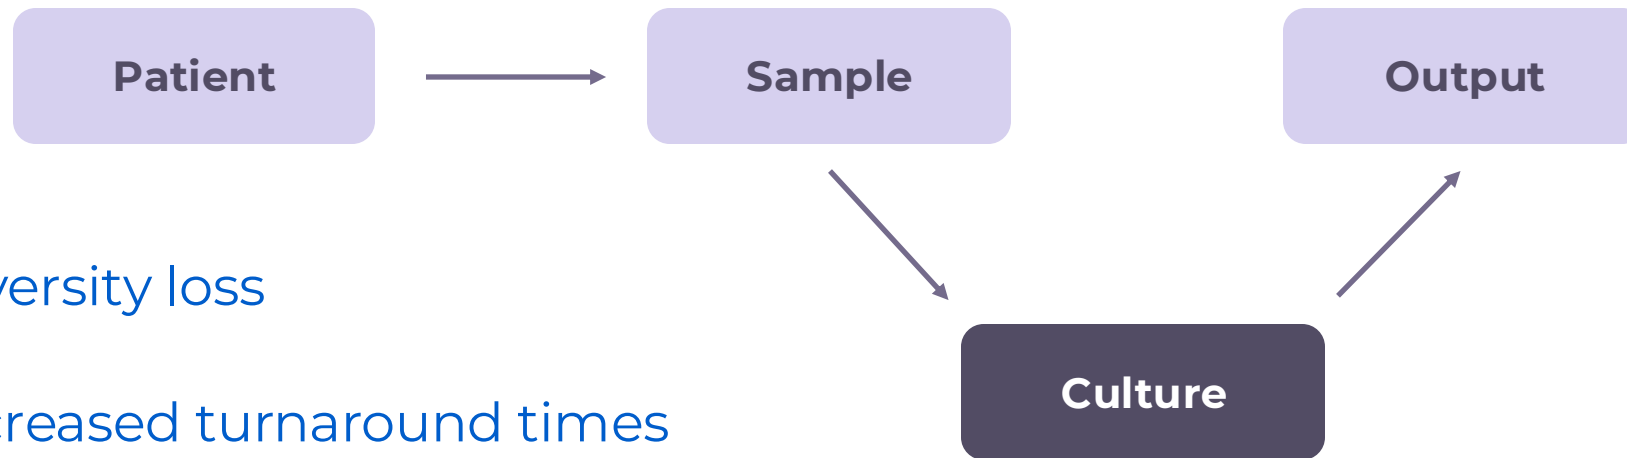 Patient
Sample
Output
versity loss
creased turnaround times
Culture